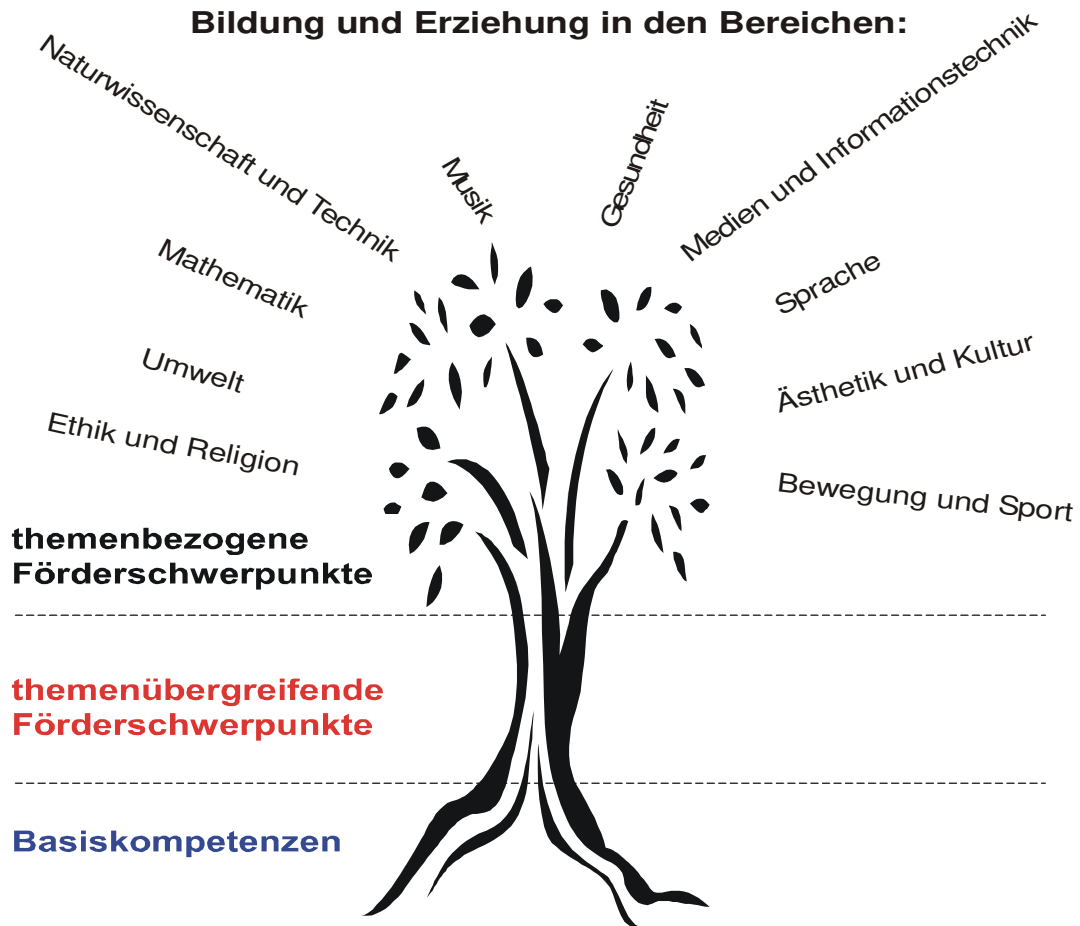 Bildung und Erziehung in den Bereichen:
Naturwissenschaft und Technik
Musik
Gesundheit
Medien und Informationstechnik
Mathematik
Sprache
Umwelt
Ästhetik und Kultur
Ethik und Religion
Bewegung und Sport
themenbezogene
Förderschwerpunkte
themenübergreifende
Förderschwerpunkte
Basiskompetenzen